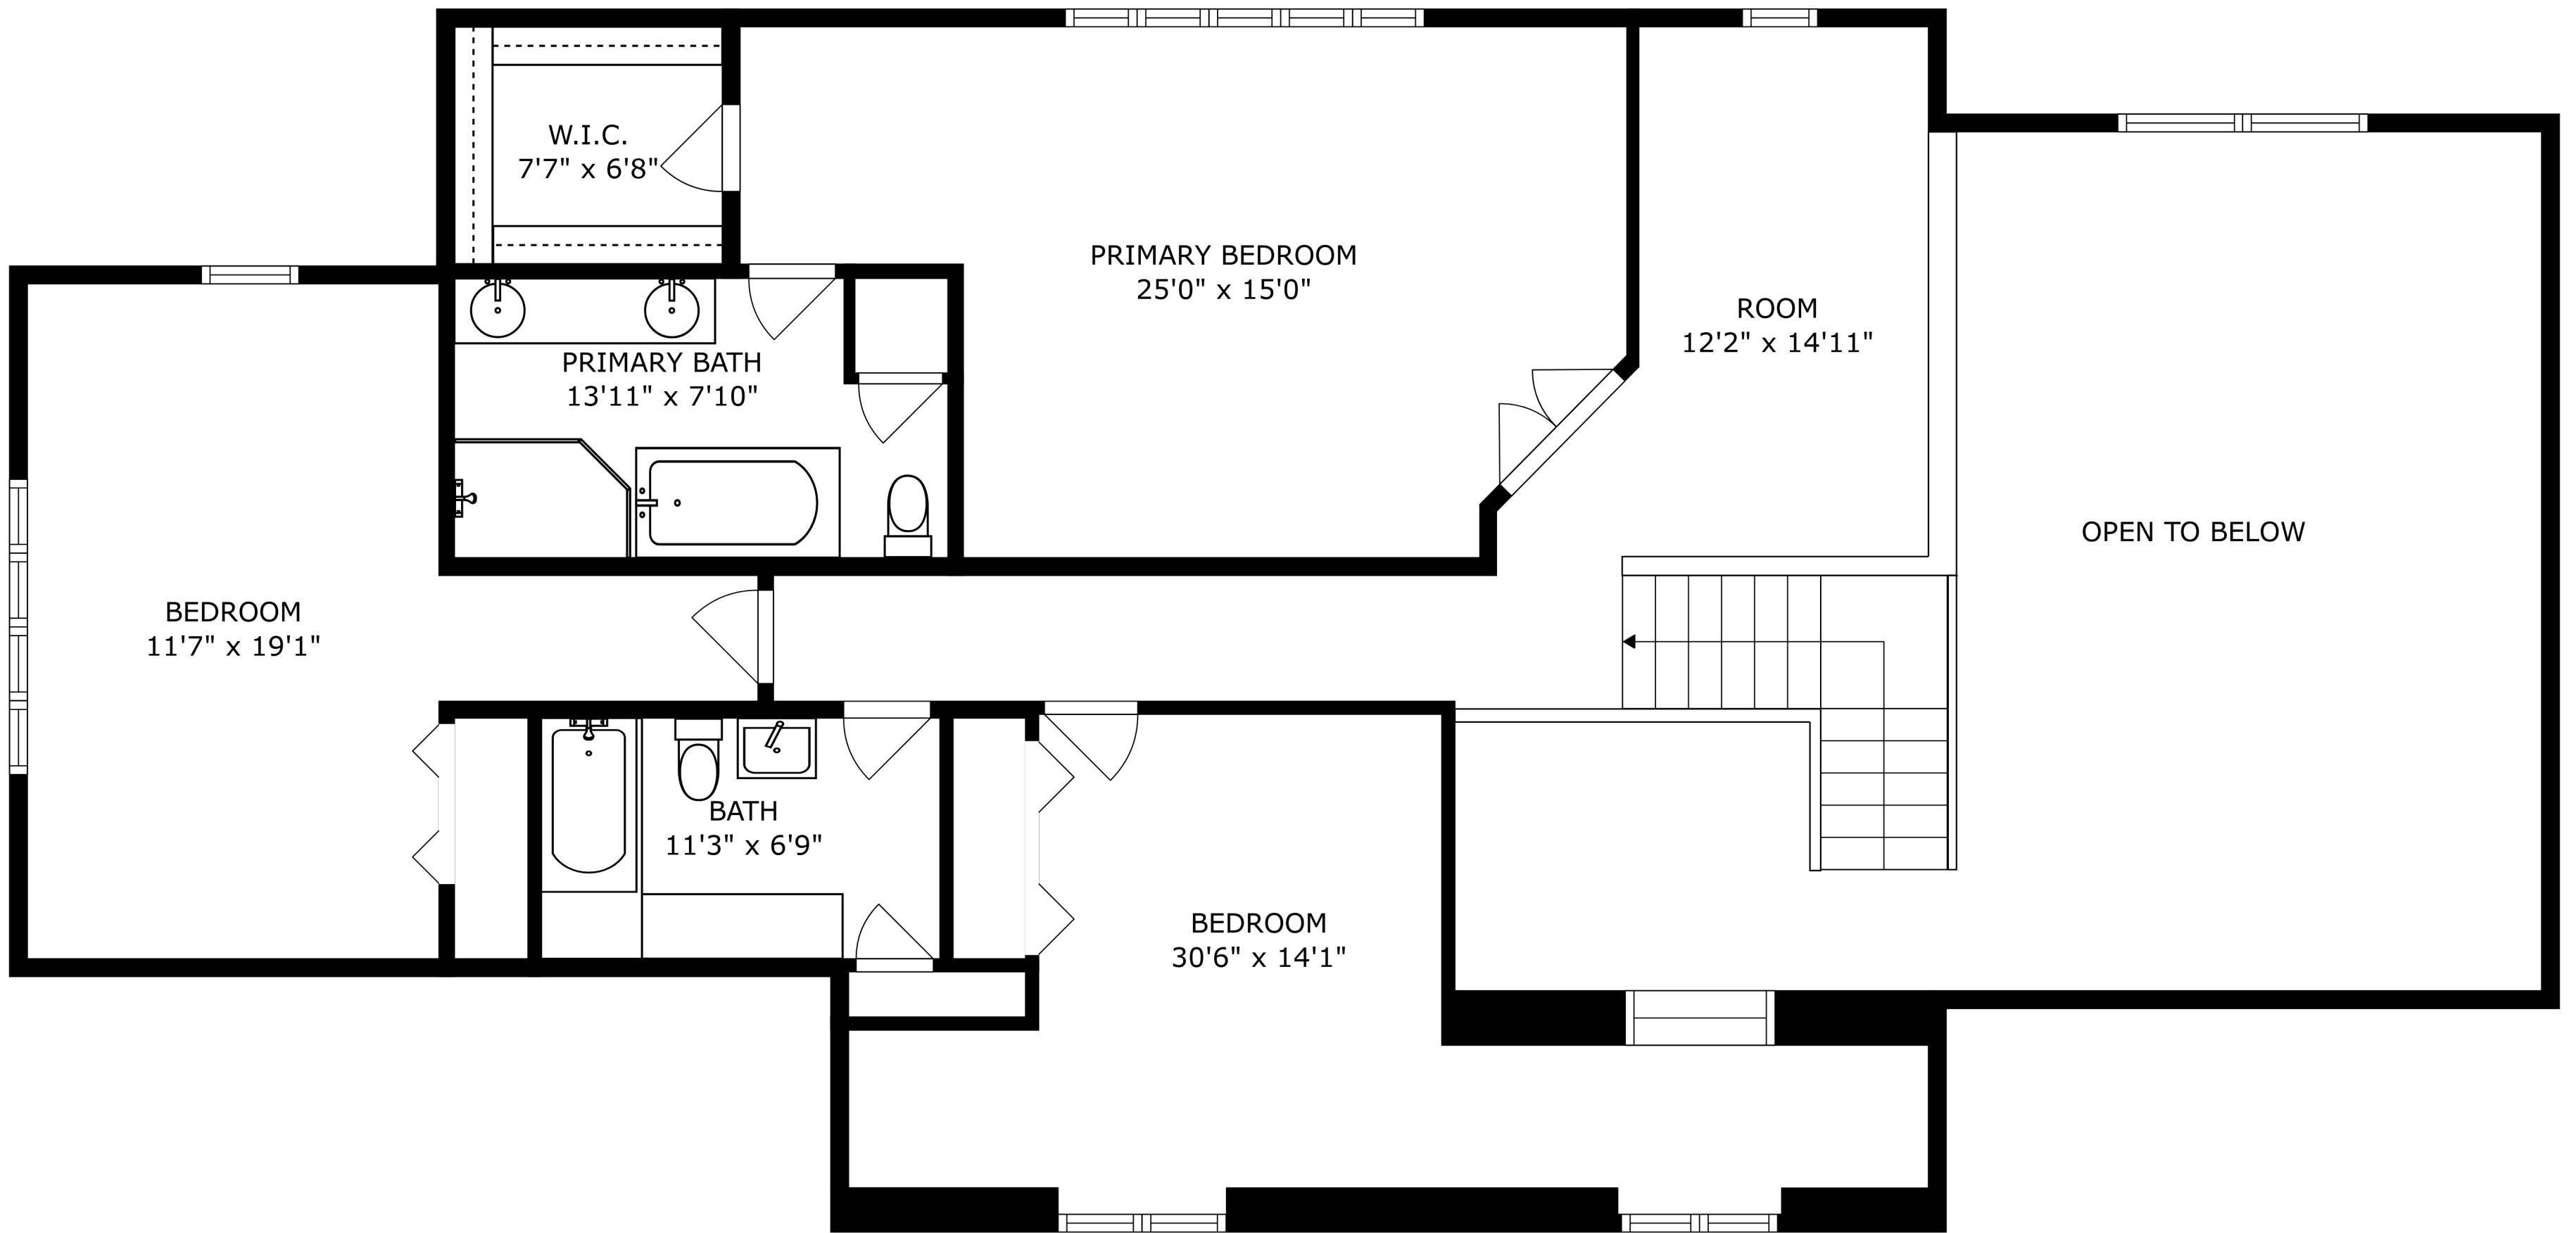 W.I.C.
7'7" x 6'8"
PRIMARY BEDROOM
25'0" x 15'0"
ROOM
12'2" x 14'11"
PRIMARY BATH
13'11" x 7'10"
OPEN TO BELOW
BEDROOM
11'7" x 19'1"
BATH
11'3" x 6'9"
BEDROOM
30'6" x 14'1"